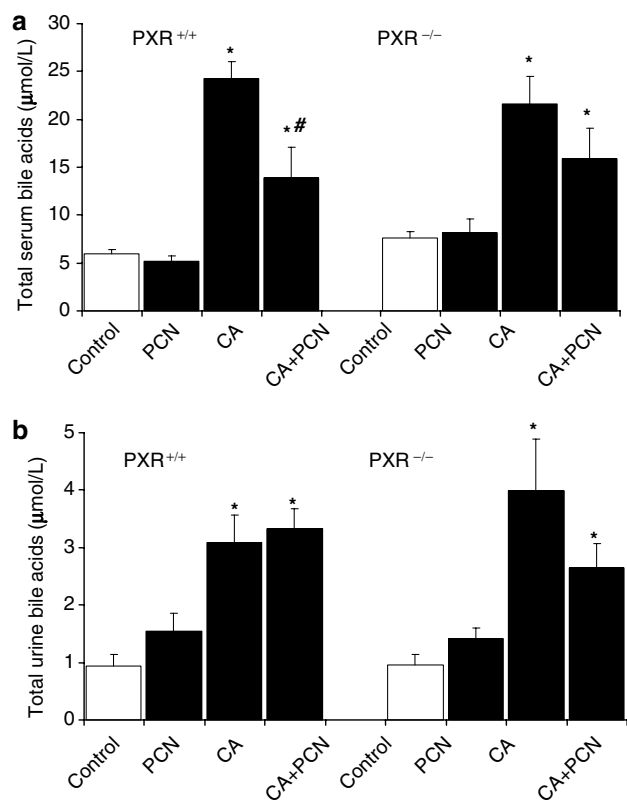 a
Total serum bile acids (μmol/L)
30
25
20
15
10
5
0
PXR +/+
PXR −/−
*
*#
*
*
Control
PCN
CA
CA+PCN
Control
PCN
CA
CA+PCN
b
Total urine bile acids (μmol/L)
5
4
3
2
1
0
PXR+/+
PXR −/−
*
*
*
*
Control
PCN
CA
CA+PCN
Control
PCN
CA
CA+PCN